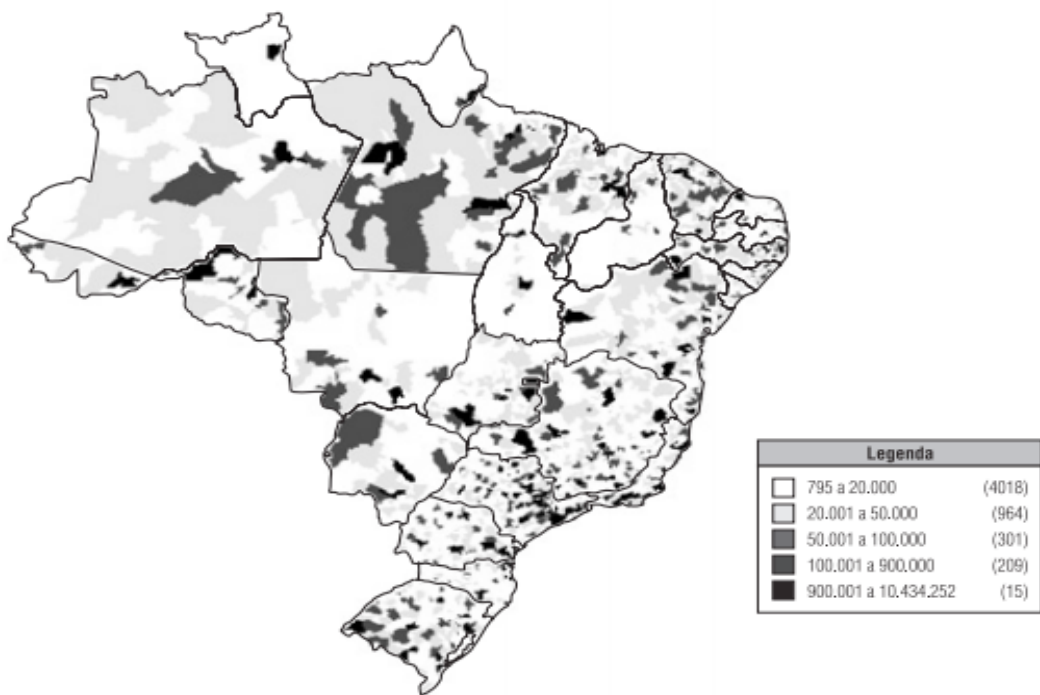 Legenda
795 a 20.000 (4018)
20.001 a 50.000 (964)
50.001 a 100.000 (301)
100.001 a 900.000 (209)
900.001 a 10.434.252 (15)